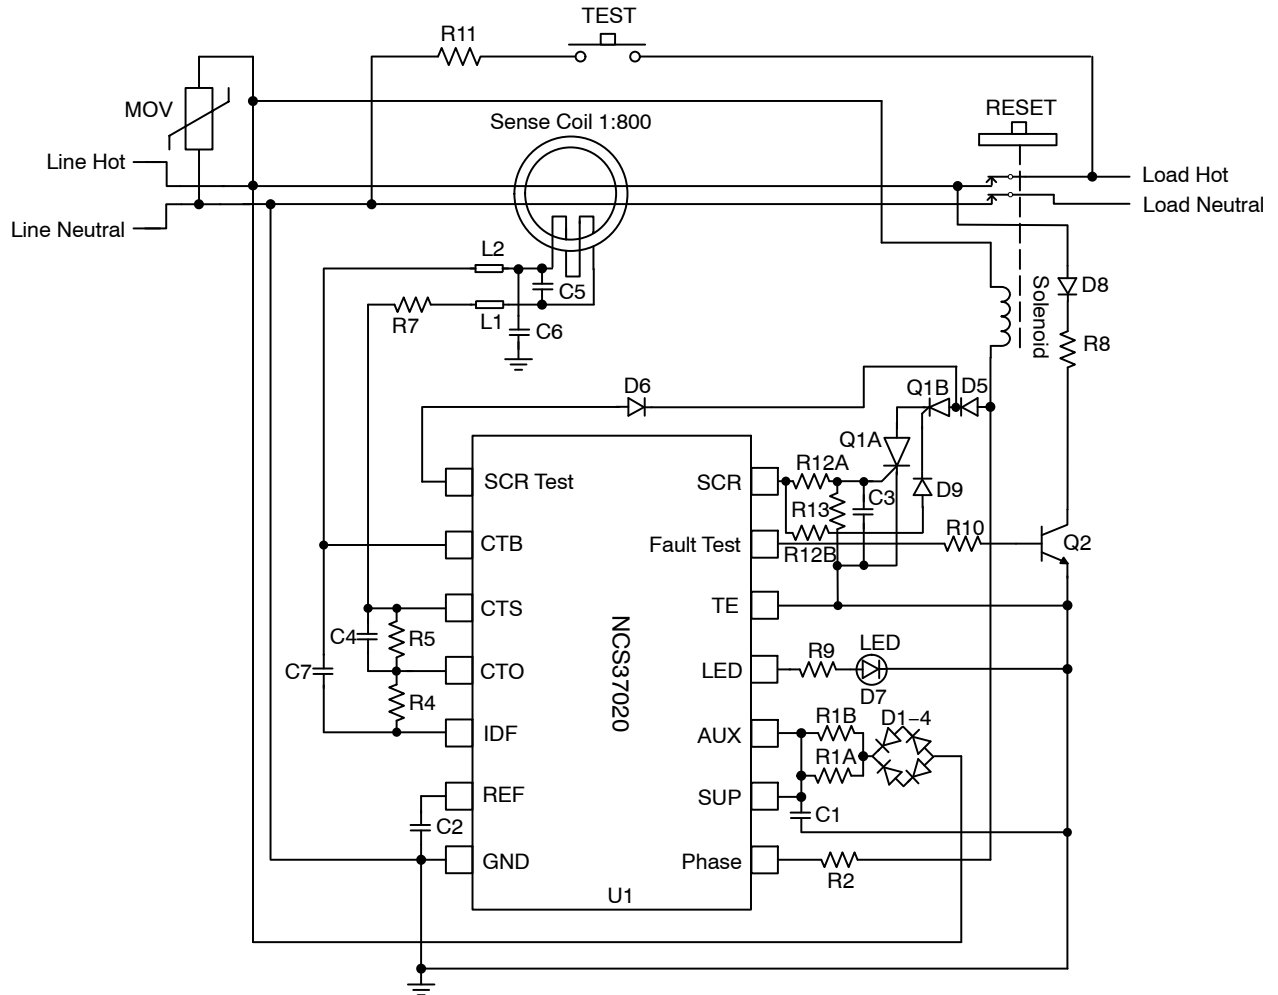 TEST
R11
MOV
RESET
Sense Coil 1:800
Line Hot
Load Hot
Load Neutral
Line Neutral
L2
C5
D8
Solenoid
R7
L1
C6
R8
D6
Q1B
D5
Q1A
R12A
SCR Test
SCR
C3
D9
R13
R10
CTB
Fault Test
R12B
Q2
CTS
TE
C4
R5
NCS37020
R9
LED
C7
CTO
LED
D7
R4
R1B
D1–4
IDF
AUX
R1A
REF
SUP
C1
C2
GND
Phase
R2
U1